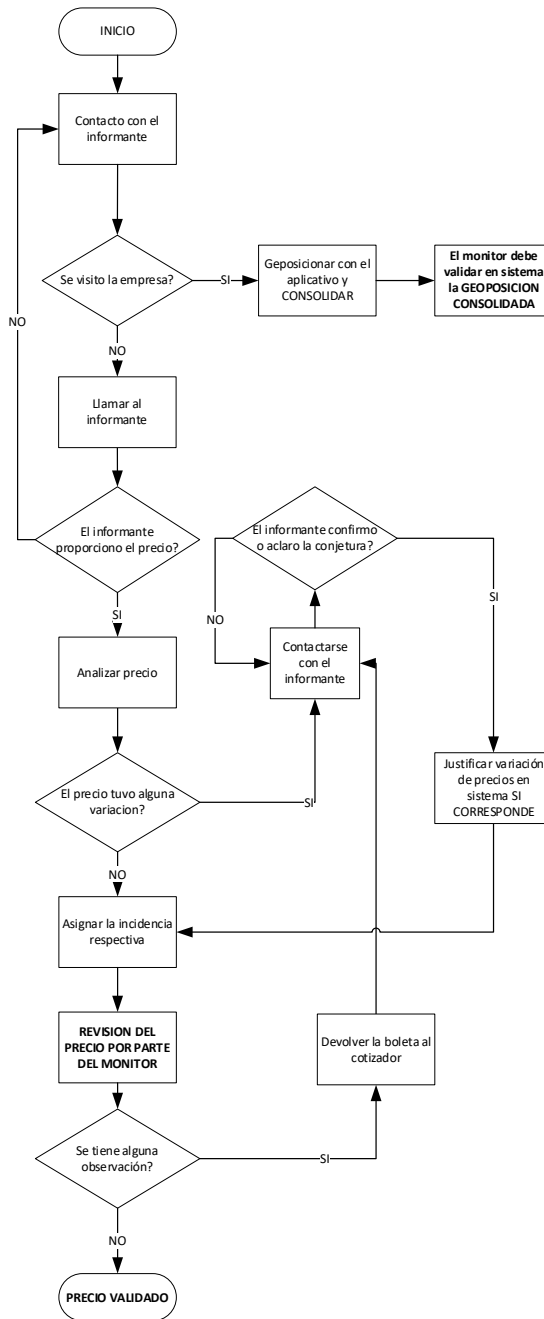 INICIO
Contacto con el
informante
Se visito la empresa?
SI
Geposicionar con el
aplicativo y CONSOLIDAR
El monitor debe
validar en sistema
la GEOPOSICION
CONSOLIDADA
NO
NO
Llamar al
informante
El informante
proporciono el precio?
El informante confirmo
o aclaro la conjetura?
SI
SI
NO
Analizar precio
Contactarse
con el
informante
El precio tuvo alguna
variacion?
SI
Justificar variación
de precios en
sistema SI
CORRESPONDE
NO
Asignar la incidencia
respectiva
REVISION DEL
PRECIO POR PARTE
DEL MONITOR
Devolver la boleta al
cotizador
Se tiene alguna
observación?
SI
NO
PRECIO VALIDADO